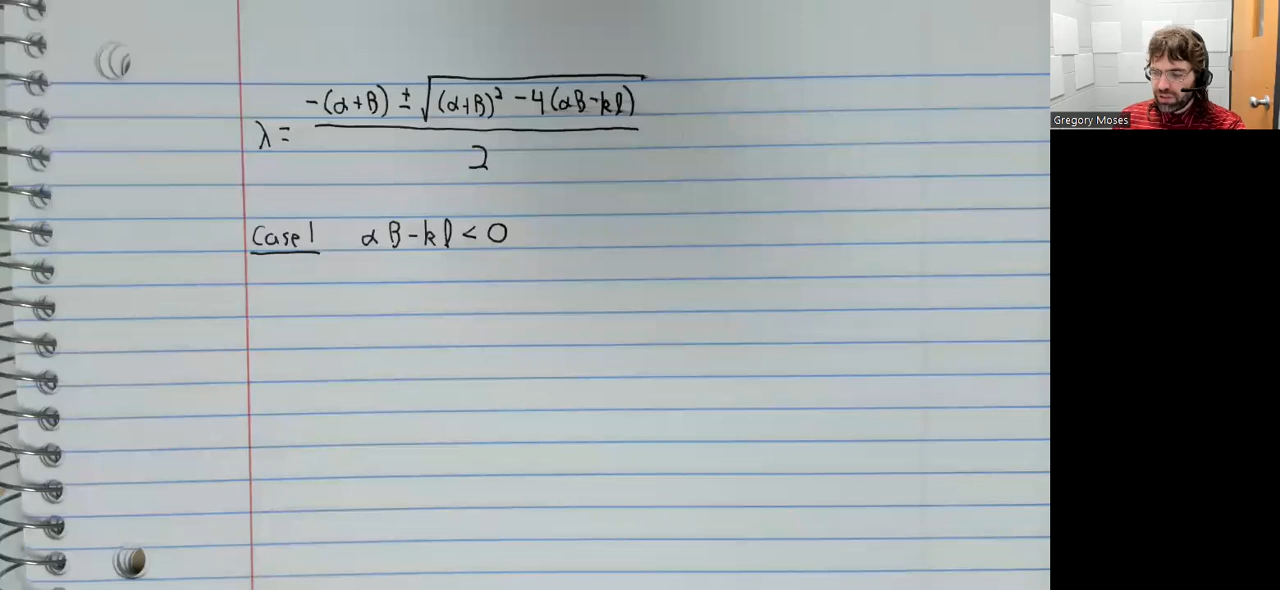 λ = (-(α+β) ± √((α+β)² - 4(αβ-kl))) / 2
Gregory Moses
Case 1 αβ-kl < 0